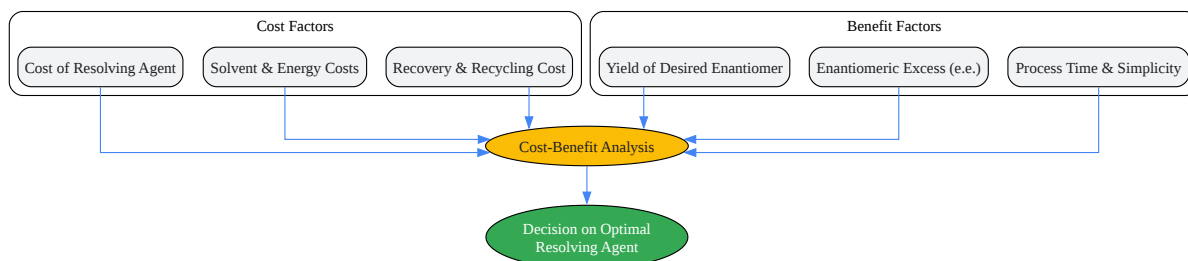 Cost Factors
Benefit Factors
Cost of Resolving Agent
Solvent & Energy Costs
Recovery & Recycling Cost
Yield of Desired Enantiomer
Enantiomeric Excess (e.e.)
Process Time & Simplicity
Cost-Benefit Analysis
Decision on Optimal
Resolving Agent